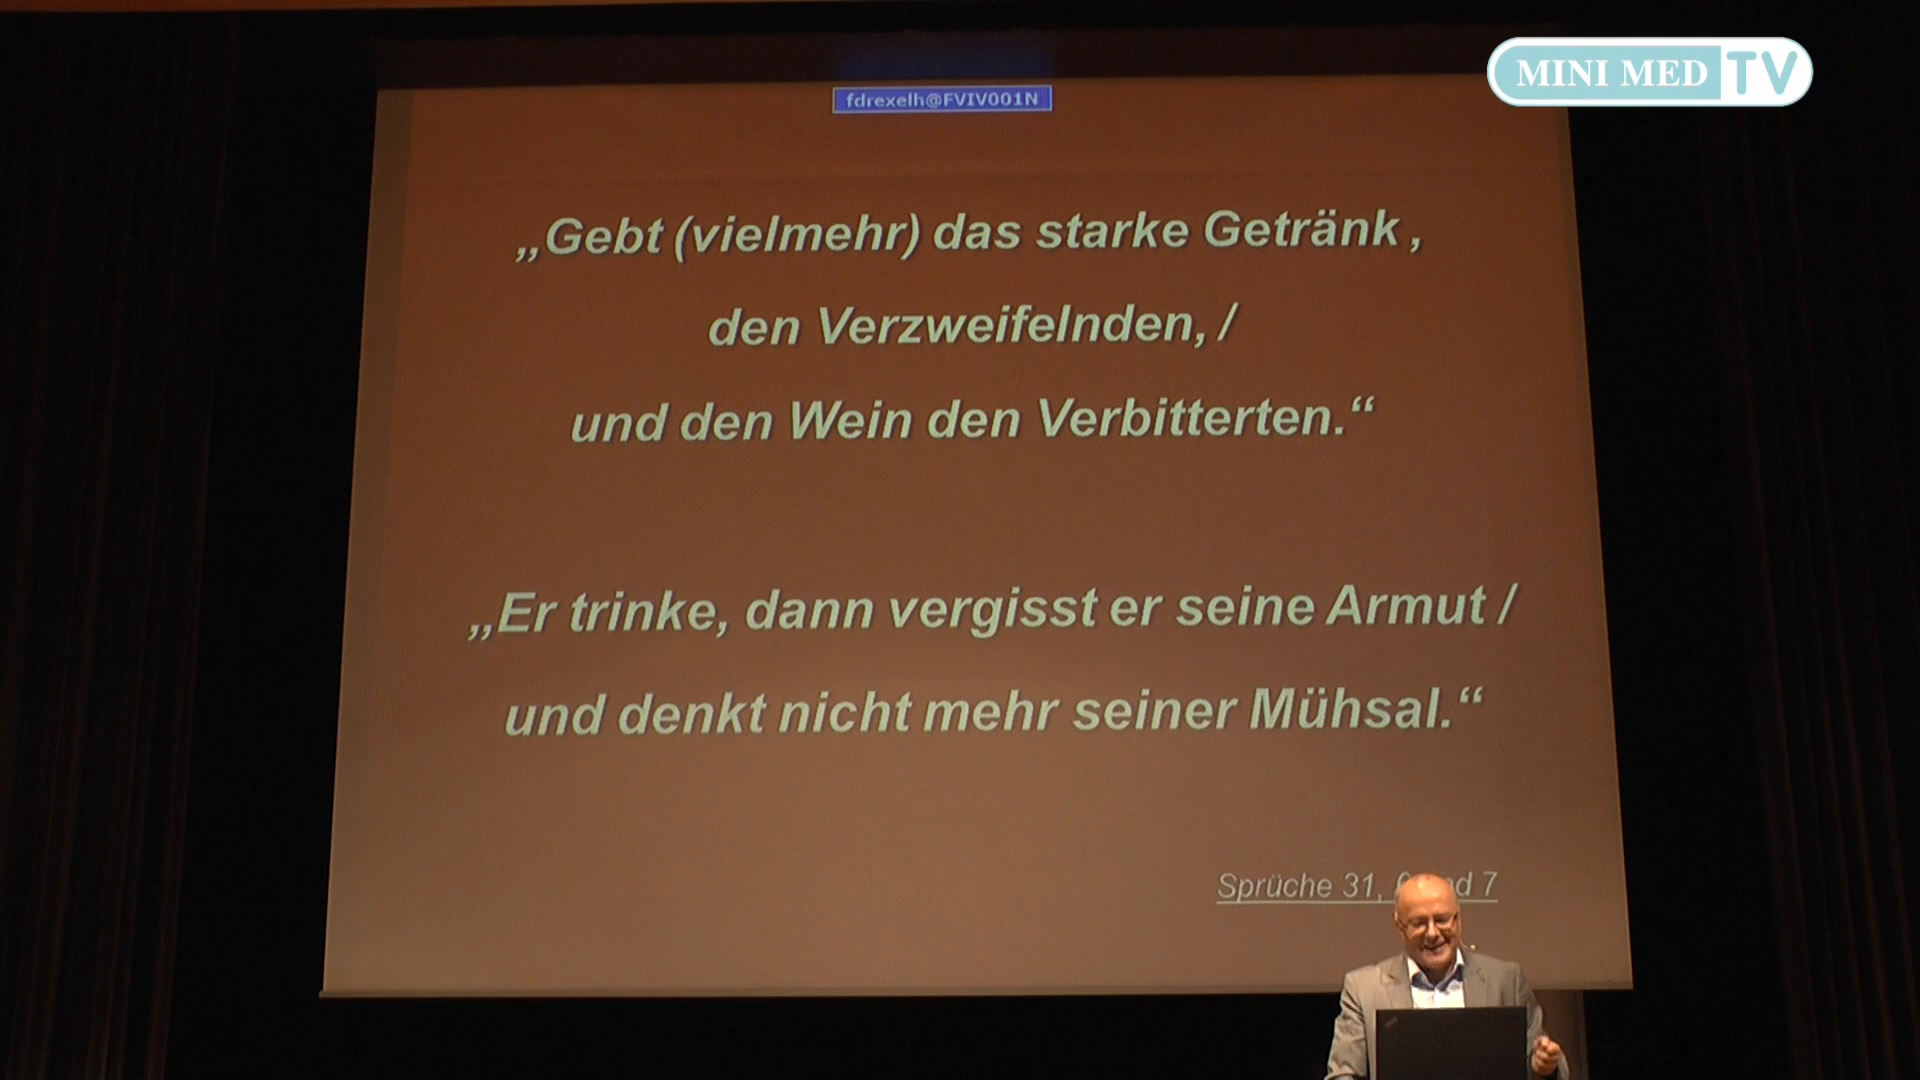 MINI MED TV
fdrexelh@FVIV001N
„Gebt (vielmehr) das starke Getränk ,
den Verzweifelnden, /
und den Wein den Verbitterten.“
„Er trinke, dann vergisst er seine Armut /
und denkt nicht mehr seiner Mühsal.“
Sprüche 31, 7